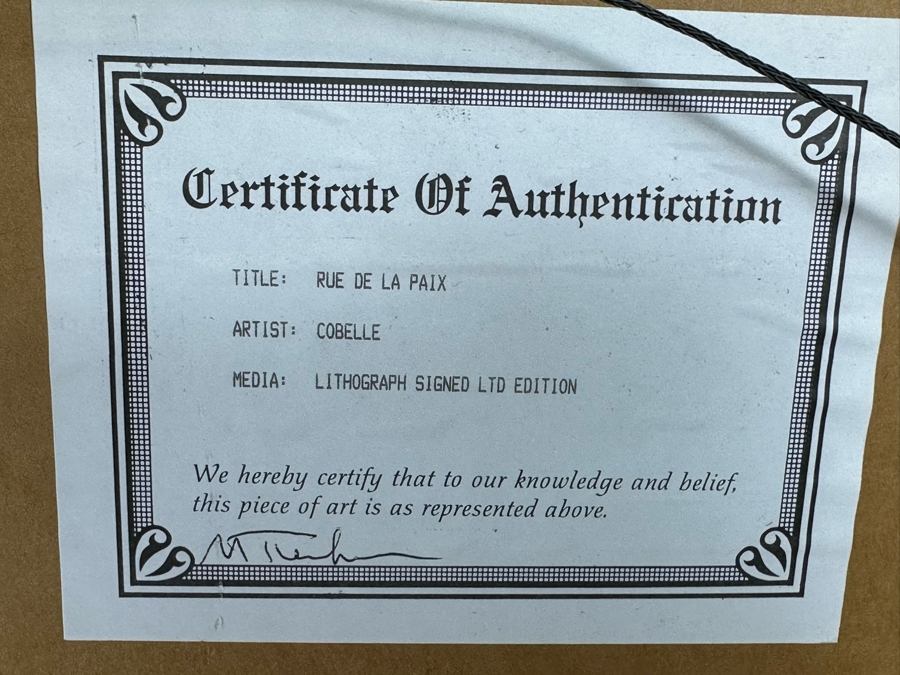 Certificate Of Authentication
TITLE: RUE DE LA PAIX
ARTIST: COBELLE
MEDIA: LITHOGRAPH SIGNED LTD EDITION
We hereby certify that to our knowledge and belief,
this piece of art is as represented above.